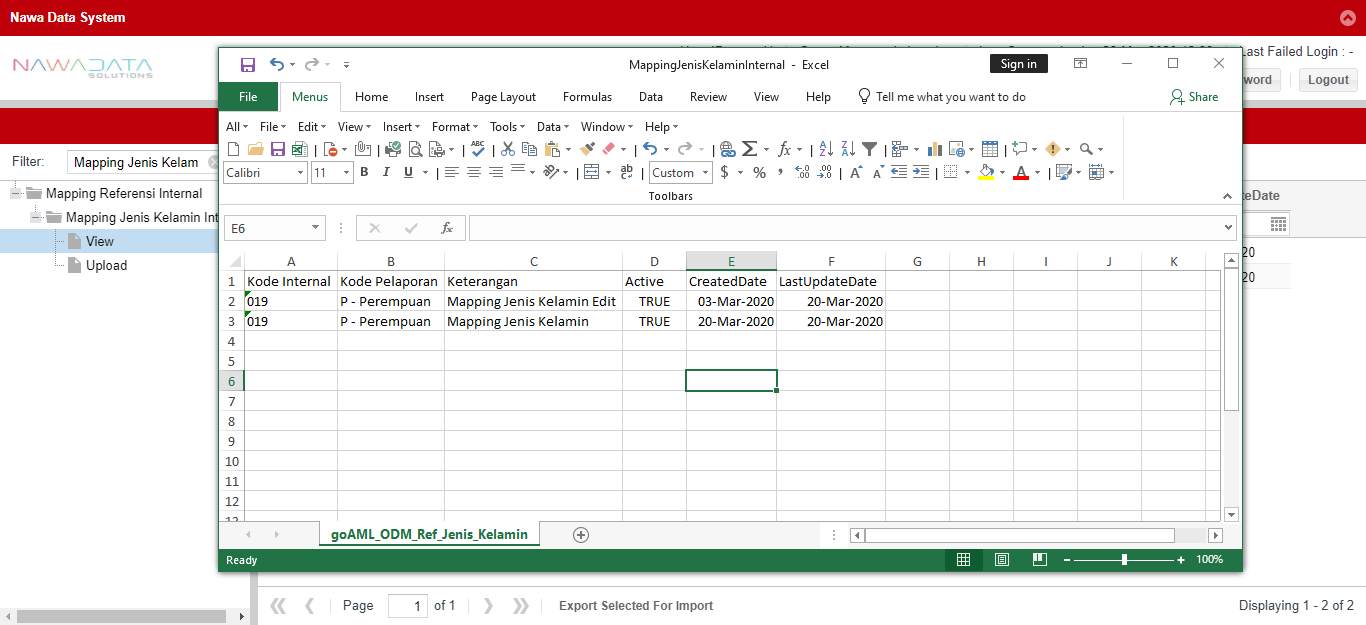 Nawa Data System
NAWADATA
SOLUTIONS
Last Failed Login : -
word
Logout
Filter:
Mapping Jenis Kelam
Mapping Referensi Internal
Mapping Jenis Kelamin Int
View
Upload
MappingJenisKelaminInternal - Excel
Sign in
File Menus Home Insert Page Layout Formulas Data Review View Help Tell me what you want to do Share
All File Edit View Insert Format Tools Data Window Help
Calibri 11 B I U Custom $ % ,
Toolbars
E6 fx
A B C D E F G H I J K
1 Kode Internal Kode Pelaporan Keterangan Active CreatedDate LastUpdateDate
2 019 P - Perempuan Mapping Jenis Kelamin Edit TRUE 03-Mar-2020 20-Mar-2020
3 019 P - Perempuan Mapping Jenis Kelamin TRUE 20-Mar-2020 20-Mar-2020
4
5
6
7
8
9
10
11
12
eDate
20
20
goAML_ODM_Ref_Jenis_Kelamin
Ready
100%
Page 1 of 1
Export Selected For Import
Displaying 1 - 2 of 2